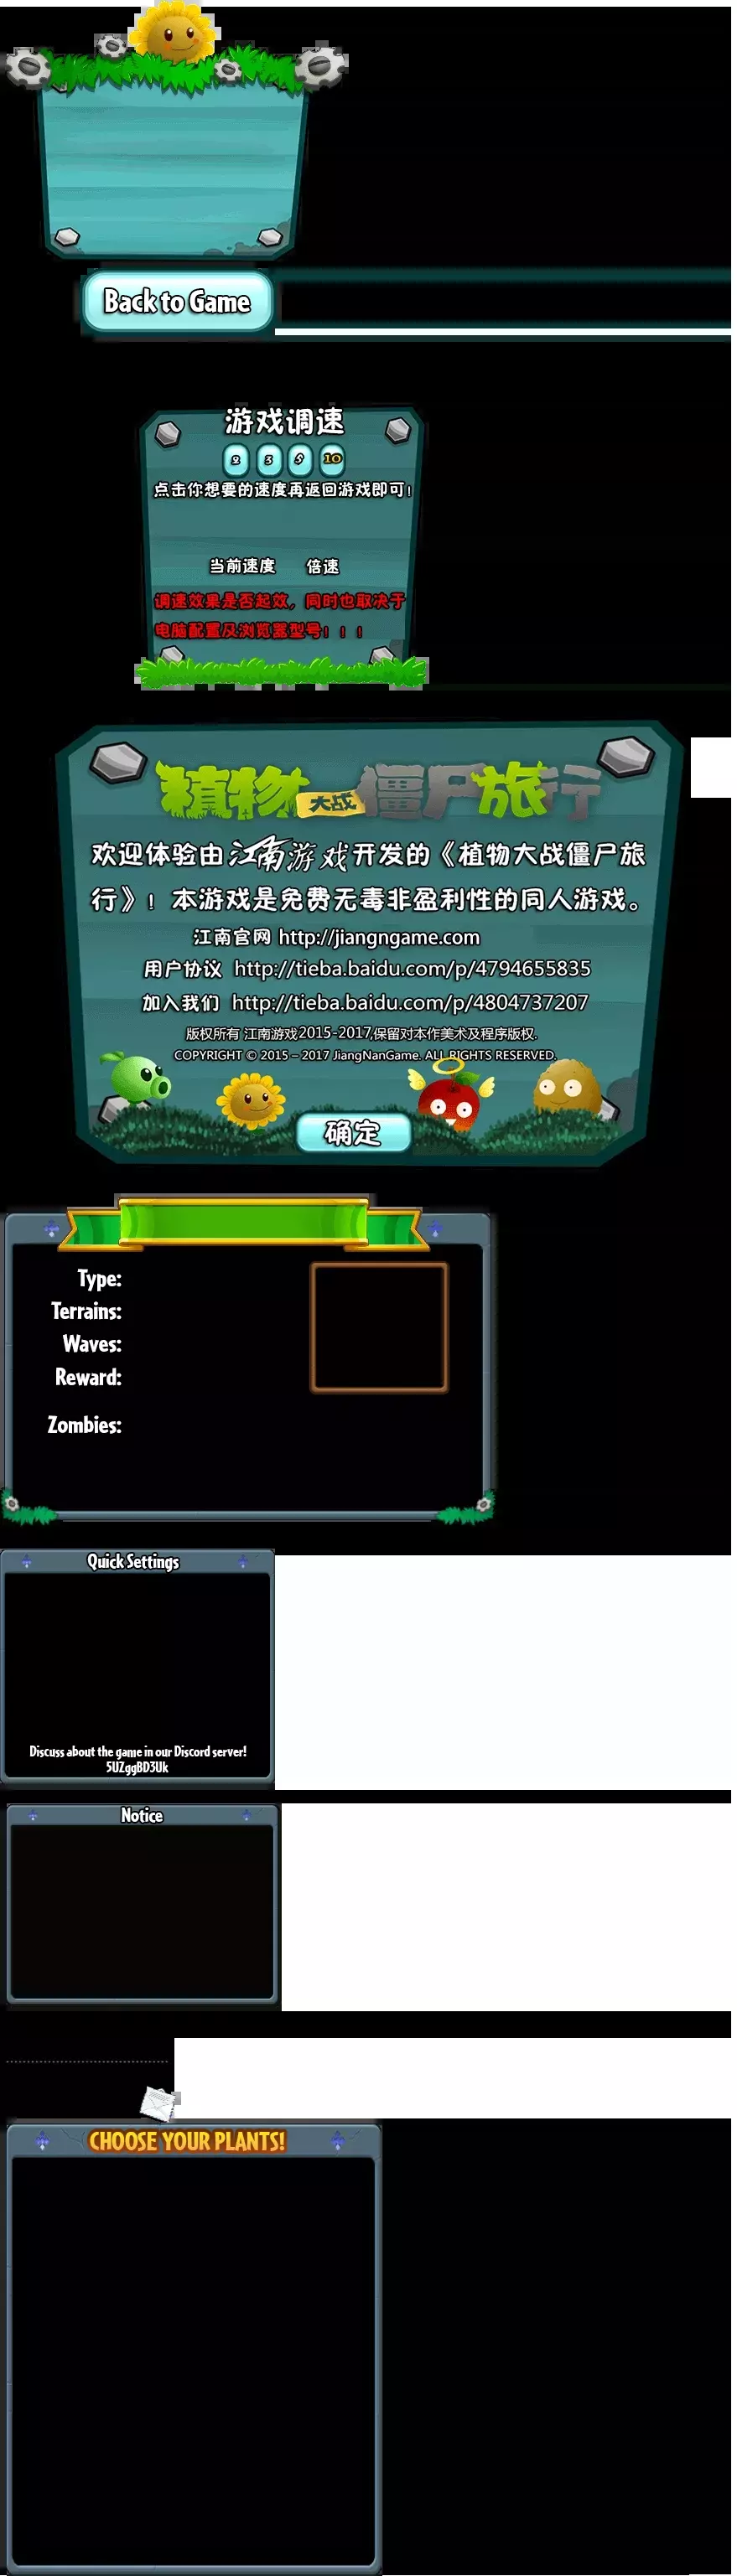 Back to Game
游戏调速
2 3 5 10
点击你想要的速度再返回游戏即可!
当前速度 倍速
调速效果是否起效，同时也取决于
电脑配置及浏览器型号！！！
植物大战僵尸旅行
欢迎体验由江南游戏开发的《植物大战僵尸旅
行》！本游戏是免费无毒非盈利性的同人游戏。
江南官网 http://jiangngame.com
用户协议 http://tieba.baidu.com/p/4794655835
加入我们 http://tieba.baidu.com/p/4804737207
版权所有 江南游戏2015-2017,保留对本作美术及程序版权.
COPYRIGHT © 2015 – 2017 JiangNanGame. ALL RIGHTS RESERVED.
确定
Type:
Terrains:
Waves:
Reward:
Zombies:
Quick Settings
Discuss about the game in our Discord server!
5UZggBD3Uk
Notice
CHOOSE YOUR PLANTS!